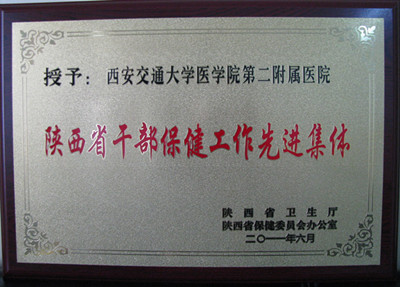 授予：西安交通大学医学院第二附属医院
陕西省干部保健工作先进集体
陕西省卫生厅
陕西省保健委员会办公室
二〇一一年六月